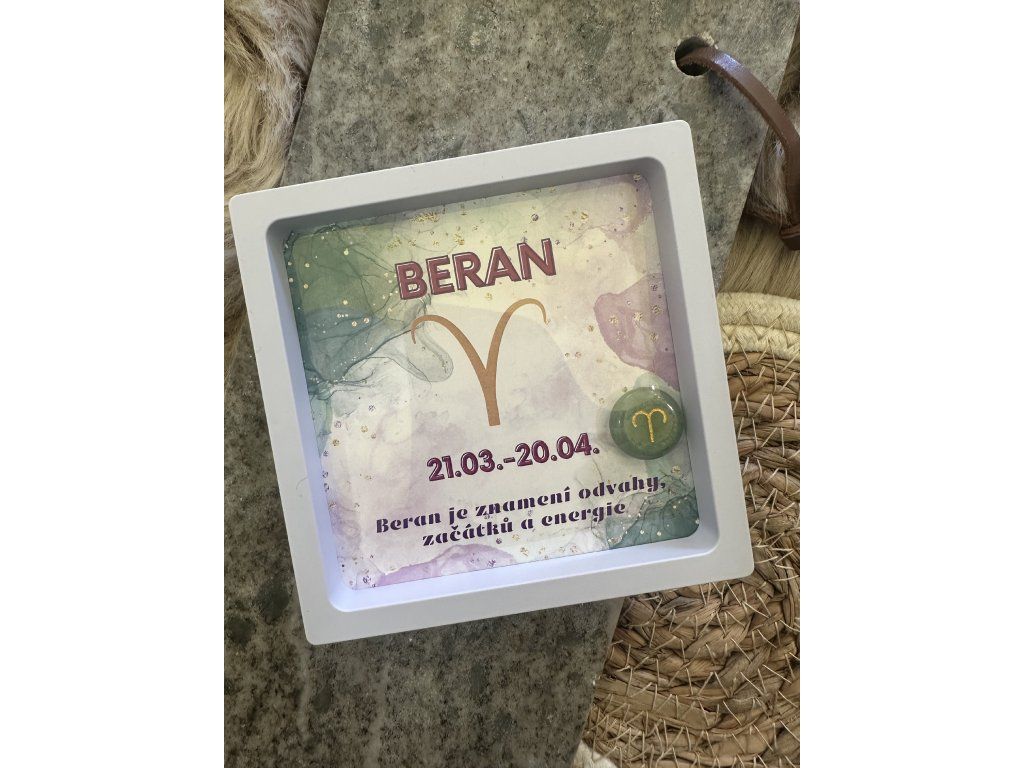 BERAN
21.03.-20.04.
Beran je znamení odvahy,
začátků a energie